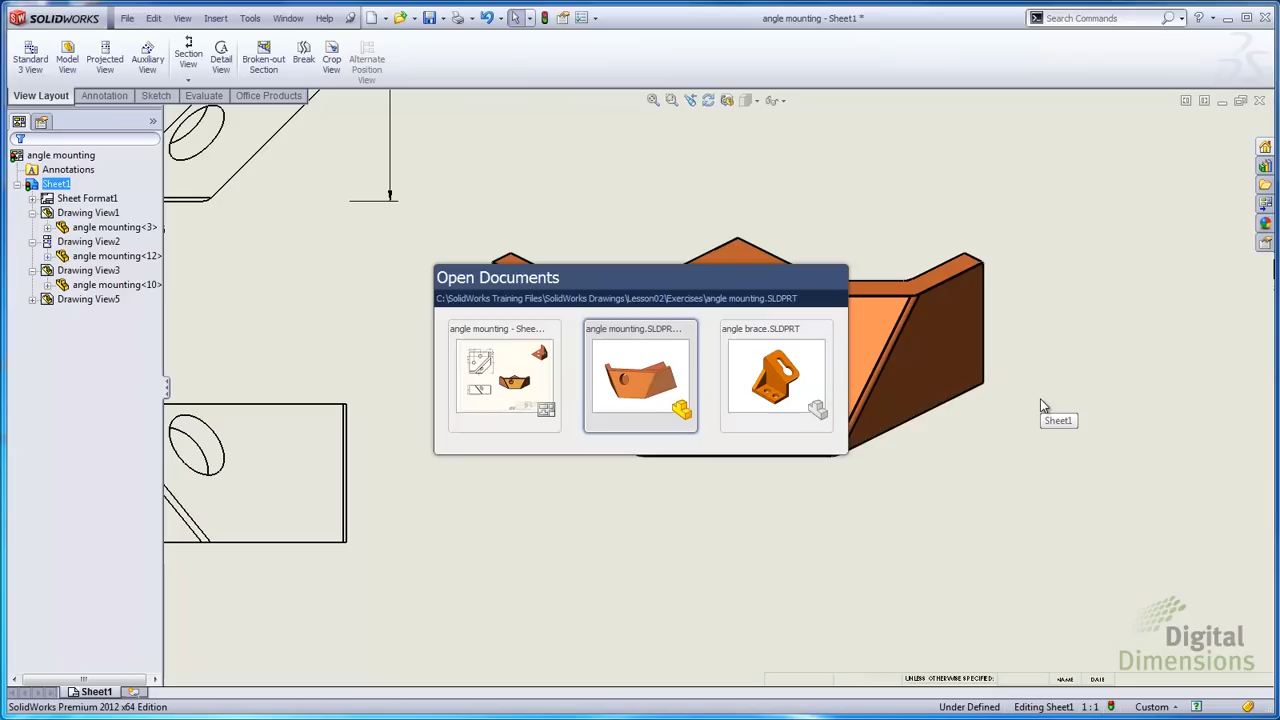 SOLIDWORKS
File
Edit
View
Insert
Tools
Window
Help
angle mounting - Sheet1 *
Search Commands
Standard 3 View
Model View
Projected View
Auxiliary View
Section View
Detail View
Broken-out Section
Break
Crop View
Alternate Position View
View Layout
Annotation
Sketch
Evaluate
Office Products
angle mounting
Annotations
Sheet1
Sheet Format1
Drawing View1
angle mounting<3>
Drawing View2
angle mounting<12>
Drawing View3
angle mounting<10>
Drawing View5
Open Documents
C:\SolidWorks Training Files\SolidWorks Drawings\Lesson02\Exercises\angle mounting.SLDPRT
angle mounting - Shee...
angle mounting.SLDPR...
angle brace.SLDPRT
Sheet1
Digital
Dimensions
UNLESS OTHERWISE SPECIFIED:
NAME
DATE
Sheet1
SolidWorks Premium 2012 x64 Edition
Under Defined
Editing Sheet1
1 : 1
Custom